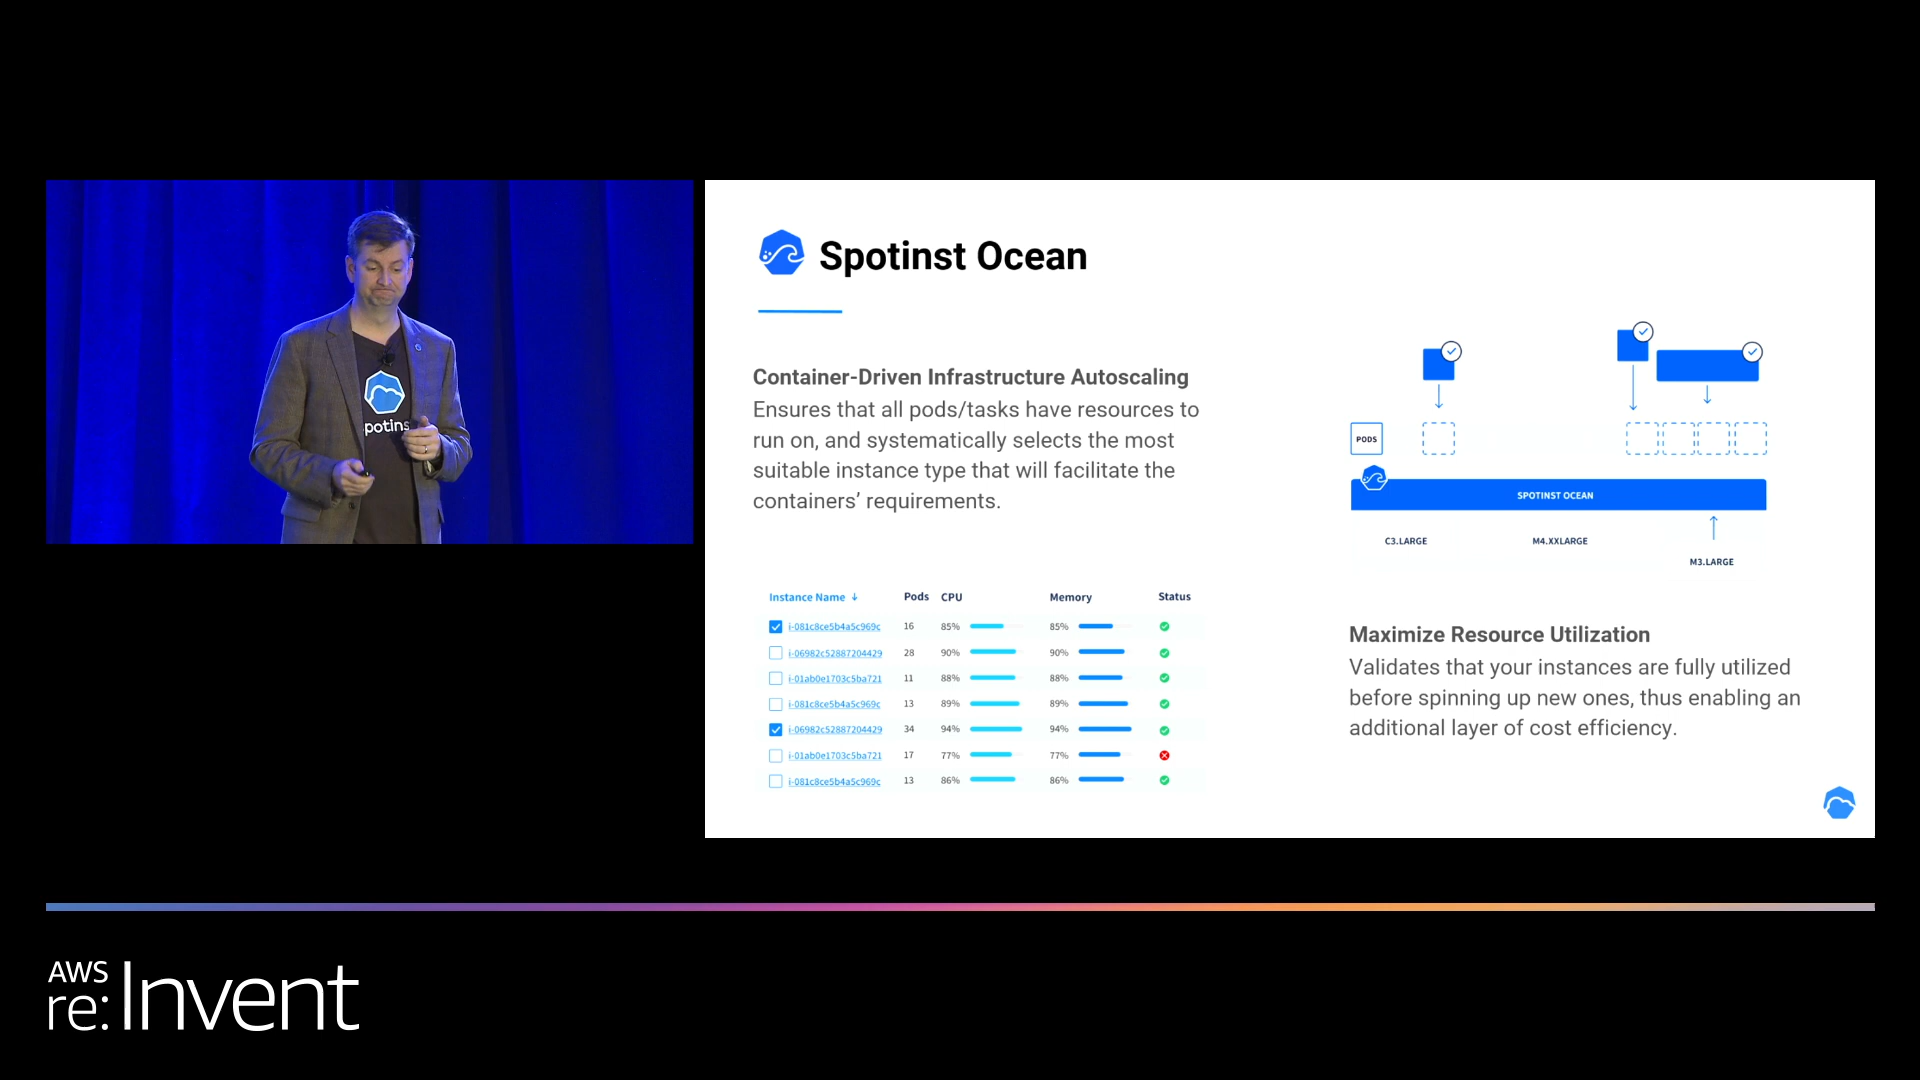 potins
Spotinst Ocean
Container-Driven Infrastructure Autoscaling
Ensures that all pods/tasks have resources to
run on, and systematically selects the most
suitable instance type that will facilitate the
containers’ requirements.
Instance Name ↓ Pods CPU Memory Status
i-081c8ce5b4a5c969c 16 85% 85%
i-06982c52887204429 28 90% 90%
i-01ab0e1703c5ba721 11 88% 88%
i-081c8ce5b4a5c969c 13 89% 89%
i-06982c52887204429 34 94% 94%
i-01ab0e1703c5ba721 17 77% 77%
i-081c8ce5b4a5c969c 13 86% 86%
PODS
SPOTINST OCEAN
C3.LARGE M4.XXLARGE
M3.LARGE
Maximize Resource Utilization
Validates that your instances are fully utilized
before spinning up new ones, thus enabling an
additional layer of cost efficiency.
AWS
re:Invent